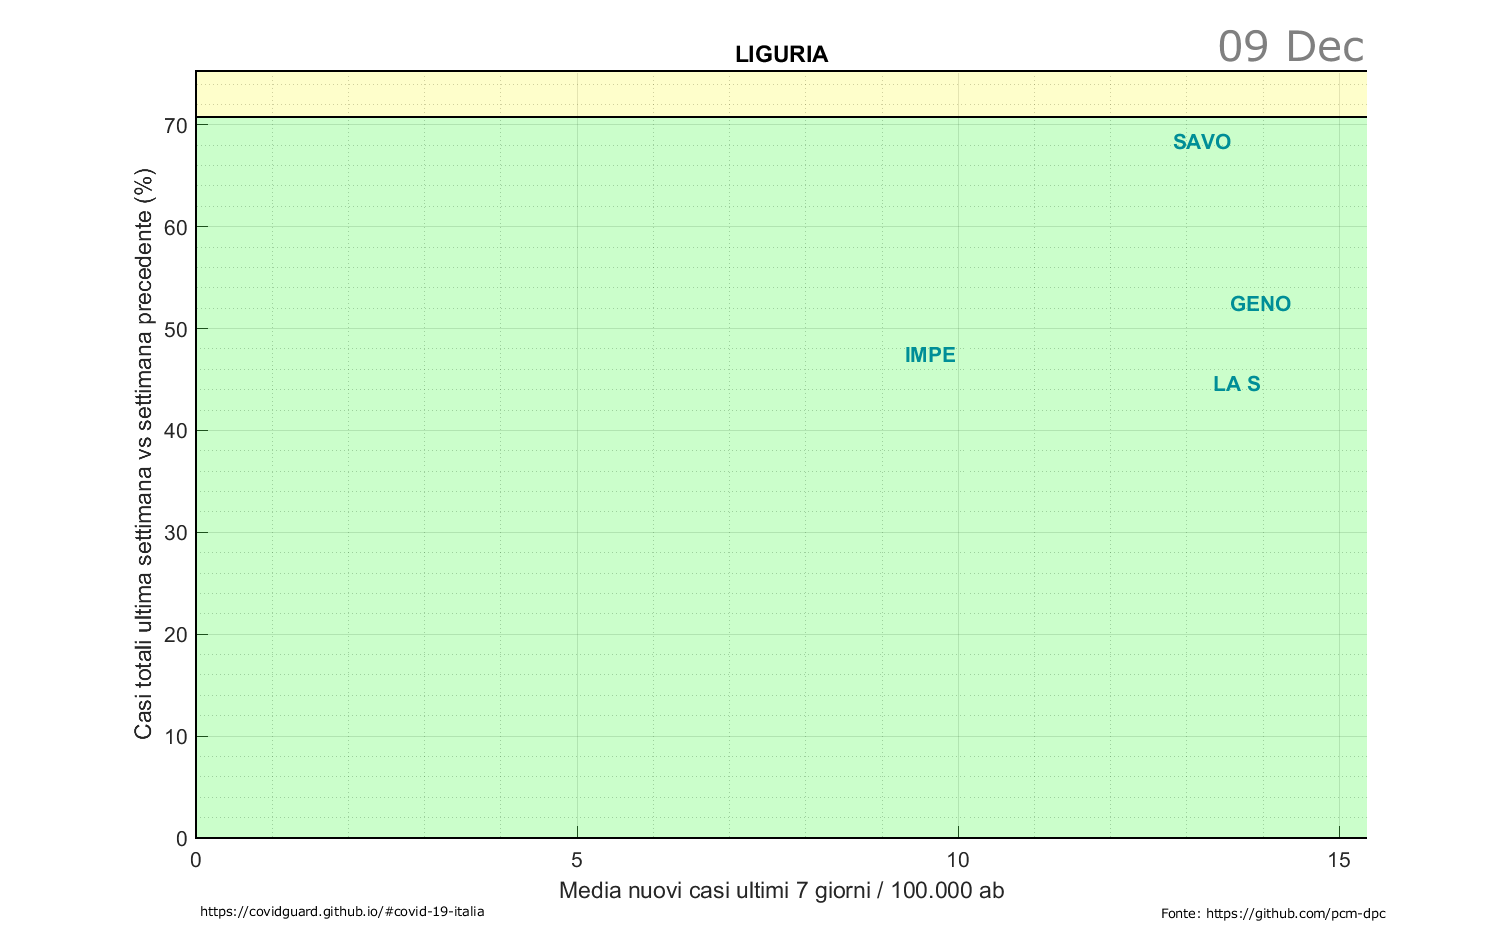 09 Dec
LIGURIA
Casi totali ultima settimana vs settimana precedente (%)
70
60
50
40
30
20
10
0
SAVO
GENO
IMPE
LA S
0 5 10 15
Media nuovi casi ultimi 7 giorni / 100.000 ab
https://covidguard.github.io/#covid-19-italia
Fonte: https://github.com/pcm-dpc